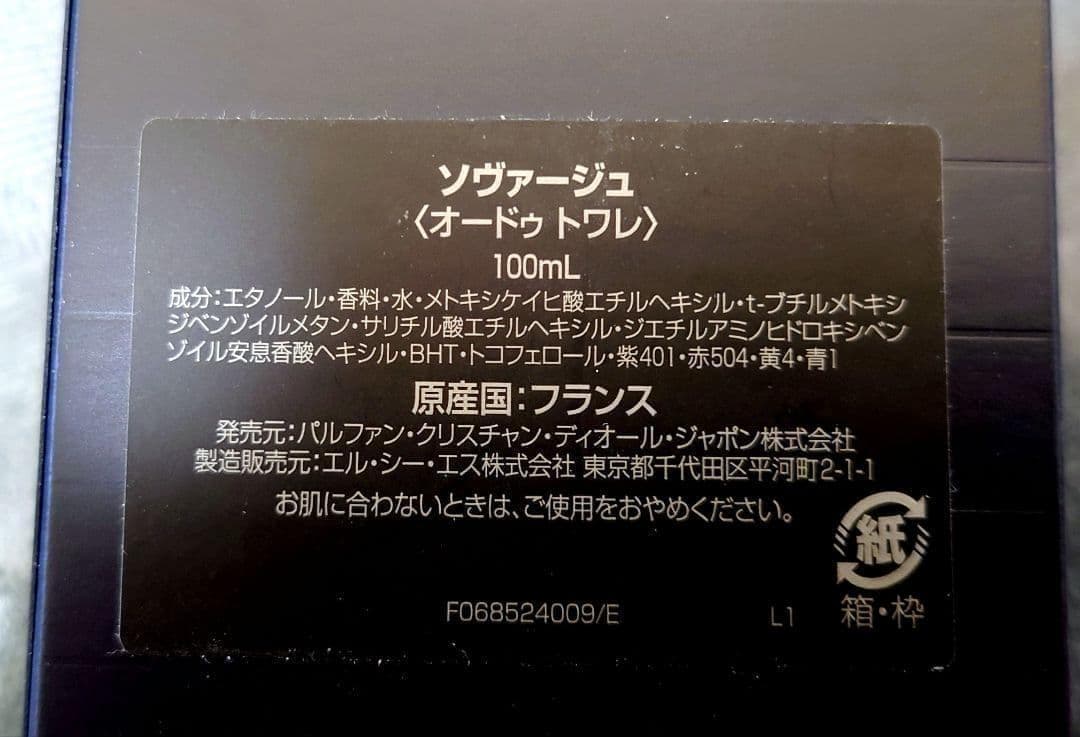 ソヴァージュ
〈オードゥ トワレ〉
100mL
成分:エタノール・香料・水・メトキシケイヒ酸エチルヘキシル・t-ブチルメトキシ
ジベンゾイルメタン・サリチル酸エチルヘキシル・ジエチルアミノヒドロキシベン
ゾイル安息香酸ヘキシル・BHT・トコフェロール・紫401・赤504・黄4・青1
原産国:フランス
発売元:パルファン・クリスチャン・ディオール・ジャポン株式会社
製造販売元:エル・シー・エス株式会社 東京都千代田区平河町2-1-1
お肌に合わないときは、ご使用をおやめください。
紙
F068524009/E
L1
箱・枠